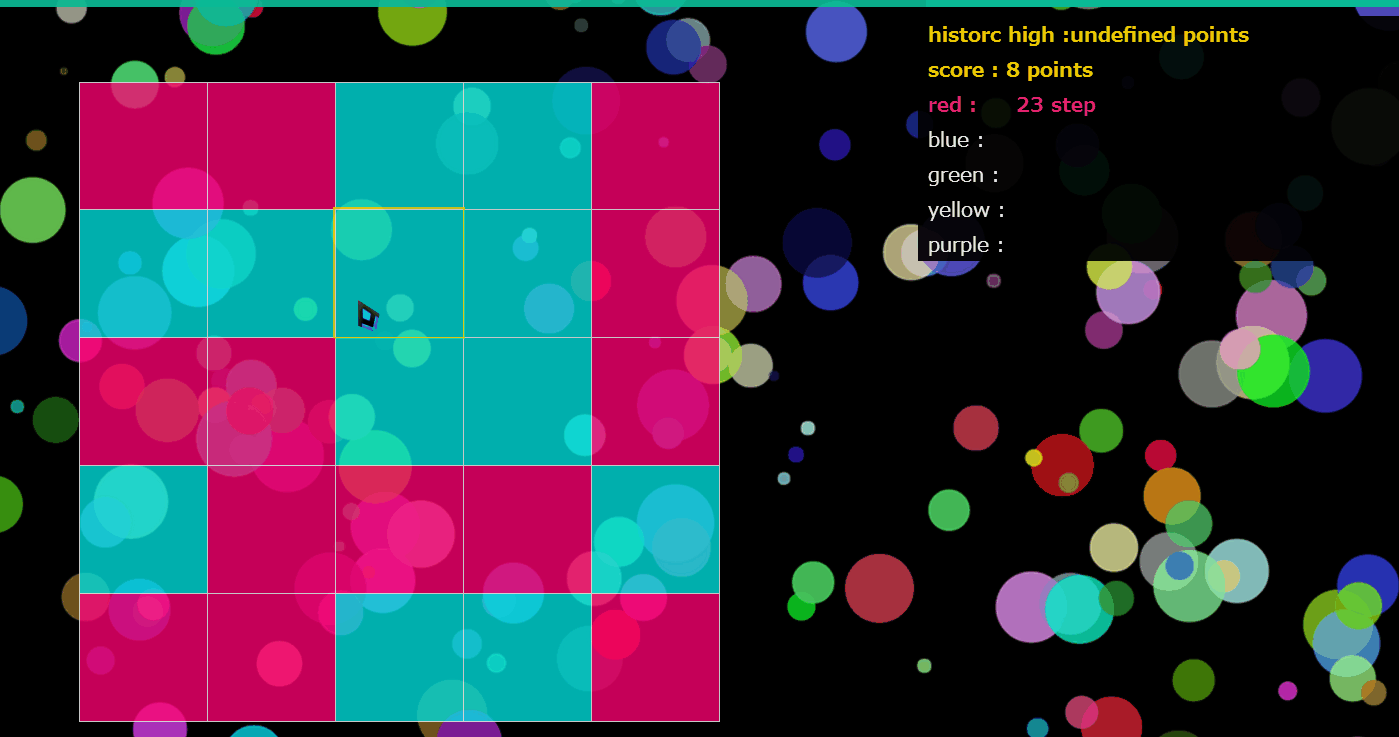 historc high :undefined points
score : 8 points
red : 23 step
blue :
green :
yellow :
purple :